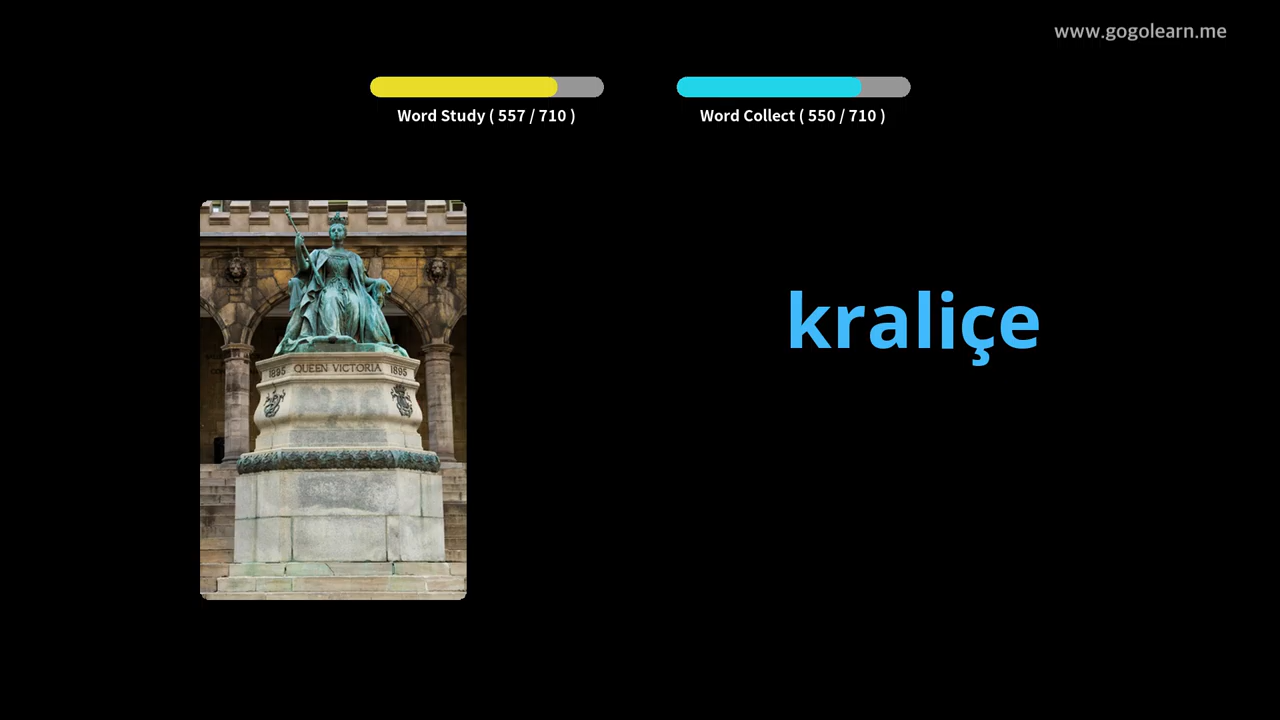 www.gogolearn.me
Word Study ( 557 / 710 )
Word Collect ( 550 / 710 )
kraliçe
1895 QUEEN VICTORIA 1895